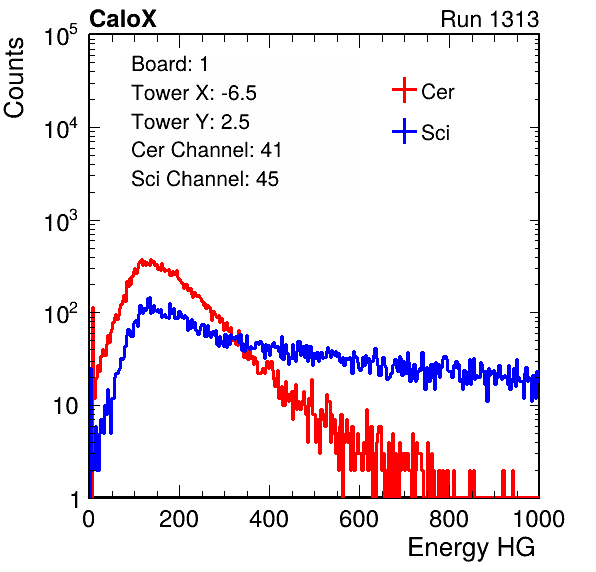 CaloX Run 1313
Counts
10^5
10^4
10^3
10^2
10
1
Board: 1
Tower X: -6.5
Tower Y: 2.5
Cer Channel: 41
Sci Channel: 45
Cer
Sci
0 200 400 600 800 1000
Energy HG